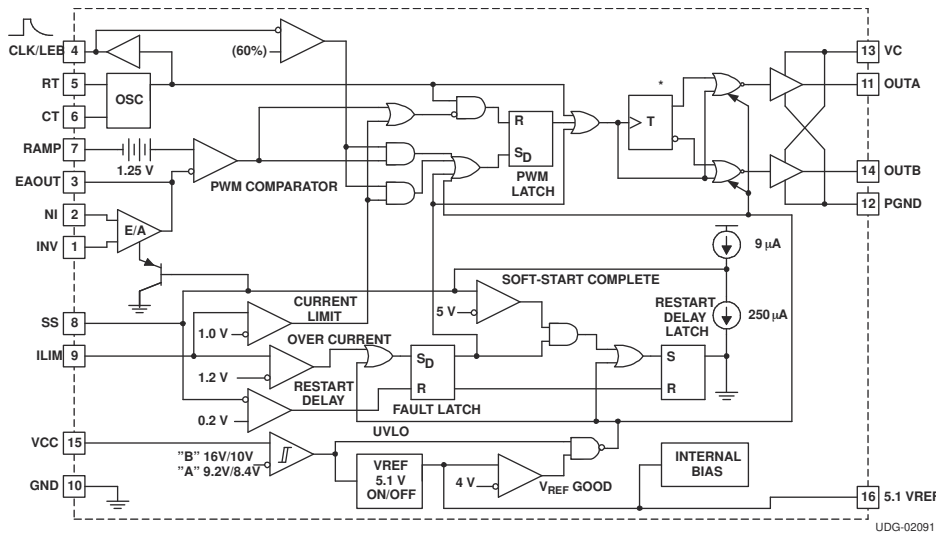 CLK/LEB 4
(60%)
13 VC
RT 5
OSC
*
11 OUTA
CT 6
R
T
RAMP 7
1.25 V
SD
EAOUT 3
PWM COMPARATOR
PWM
LATCH
14 OUTB
NI 2
12 PGND
E/A
INV 1
9 µA
SOFT-START COMPLETE
CURRENT
LIMIT
5 V
RESTART
DELAY
LATCH
250 µA
SS 8
1.0 V
OVER CURRENT
ILIM 9
SD
S
1.2 V
RESTART
DELAY
R
R
FAULT LATCH
0.2 V
UVLO
VCC 15
"B" 16V/10V
"A" 9.2V/8.4V
VREF
5.1 V
ON/OFF
INTERNAL
BIAS
4 V
VREF GOOD
GND 10
16 5.1 VREF
UDG-02091